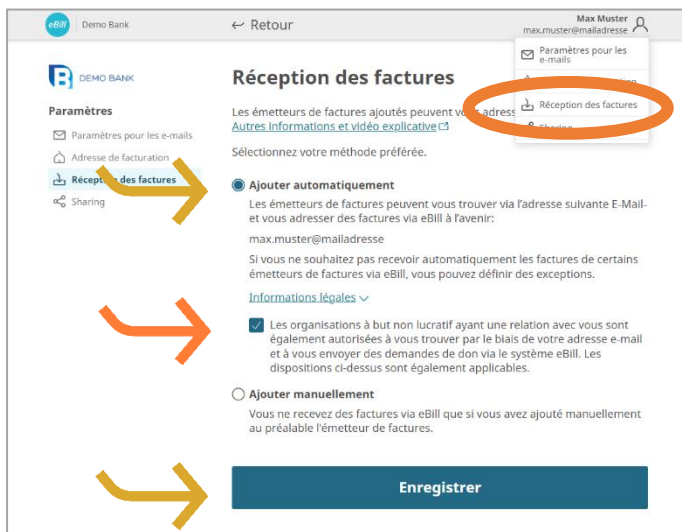 eBill
Demo Bank
Retour
Max Muster
max.muster@mailadresse
Paramètres pour les
e-mails
Réception des factures
Sharing
DEMO BANK
Paramètres
Paramètres pour les e-mails
Adresse de facturation
Réception des factures
Sharing
Réception des factures
Les émetteurs de factures ajoutés peuvent vous
Autres informations et vidéo explicative
Sélectionnez votre méthode préférée.
Ajouter automatiquement
Les émetteurs de factures peuvent vous trouver via l'adresse suivante E-Mail-
et vous adresser des factures via eBill à l'avenir:
max.muster@mailadresse
Si vous ne souhaitez pas recevoir automatiquement les factures de certains
émetteurs de factures via eBill, vous pouvez définir des exceptions.
Informations légales
Les organisations à but non lucratif ayant une relation avec vous sont
également autorisées à vous trouver par le biais de votre adresse e-mail
et à vous envoyer des demandes de don via le système eBill. Les
dispositions ci-dessus sont également applicables.
Ajouter manuellement
Vous ne recevez des factures via eBill que si vous avez ajouté manuellement
au préalable l'émetteur de factures.
Enregistrer